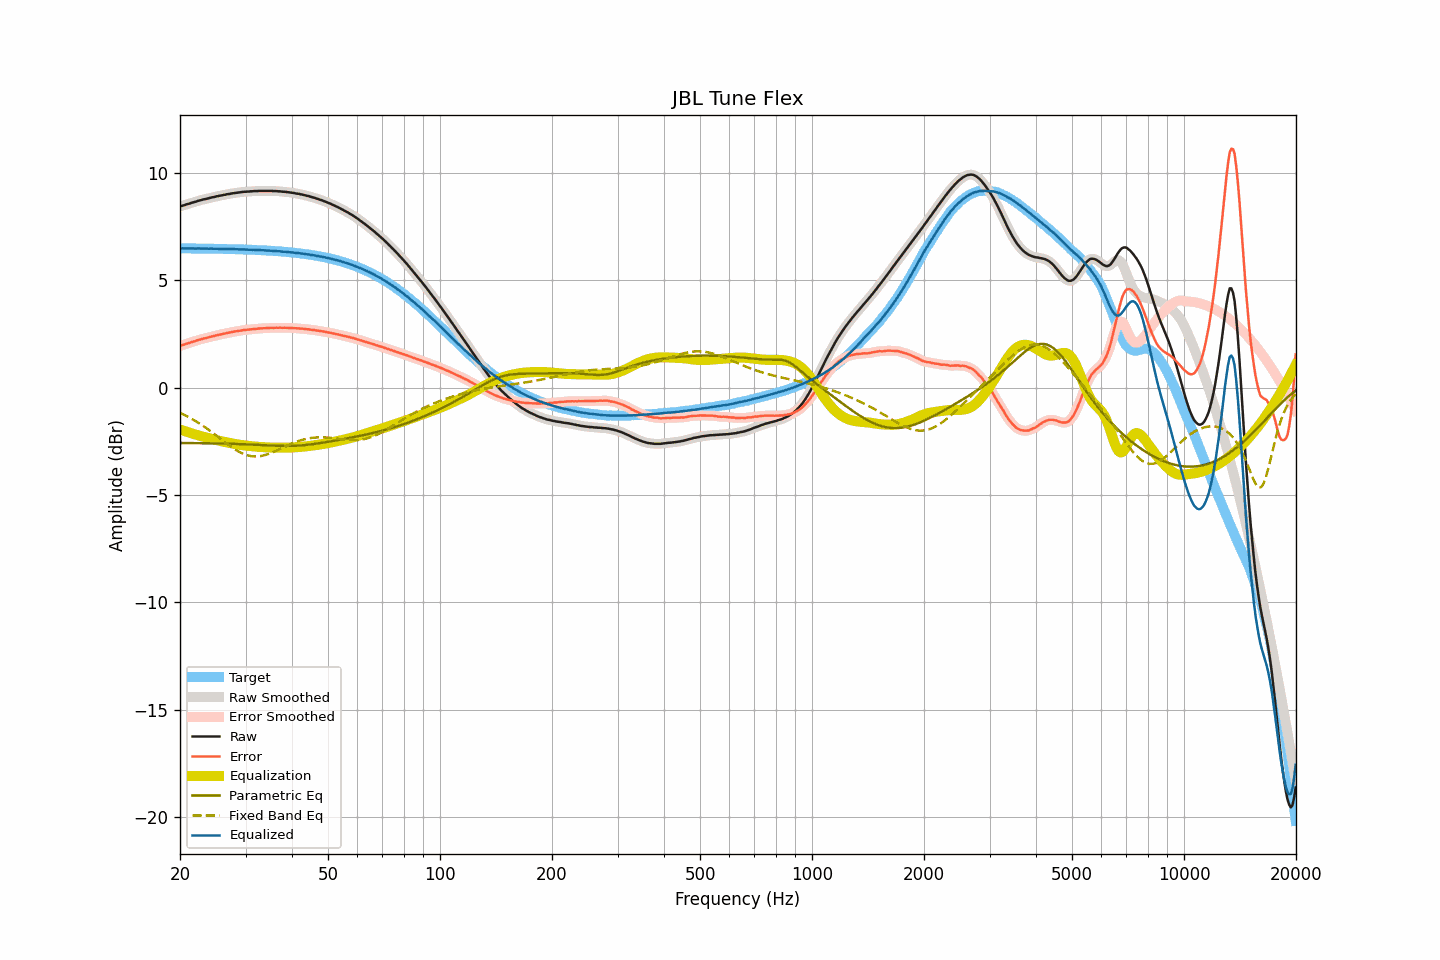 JBL Tune Flex
10
5
0
−5
−10
−15
−20
Amplitude (dBr)
Target
Raw Smoothed
Error Smoothed
Raw
Error
Equalization
Parametric Eq
Fixed Band Eq
Equalized
20 50 100 200 500 1000 2000 5000 10000 20000
Frequency (Hz)